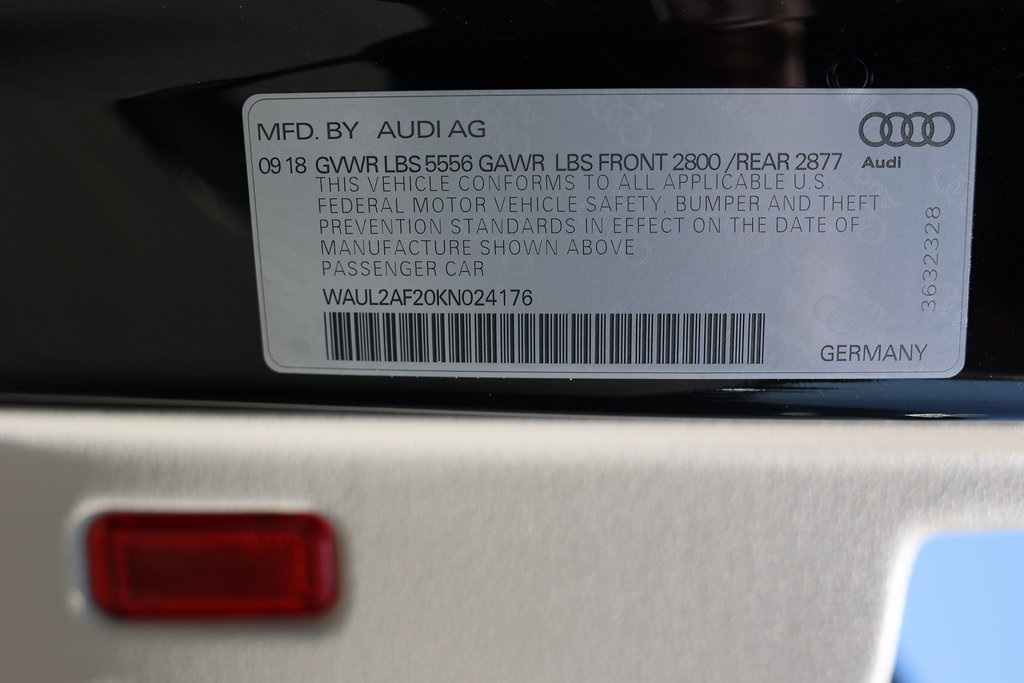 MFD. BY AUDI AG
Audi
09 18 GVWR LBS 5556 GAWR LBS FRONT 2800 /REAR 2877
THIS VEHICLE CONFORMS TO ALL APPLICABLE U.S.
FEDERAL MOTOR VEHICLE SAFETY, BUMPER AND THEFT
PREVENTION STANDARDS IN EFFECT ON THE DATE OF
MANUFACTURE SHOWN ABOVE
PASSENGER CAR
WAUL2AF20KN024176
3632328
GERMANY